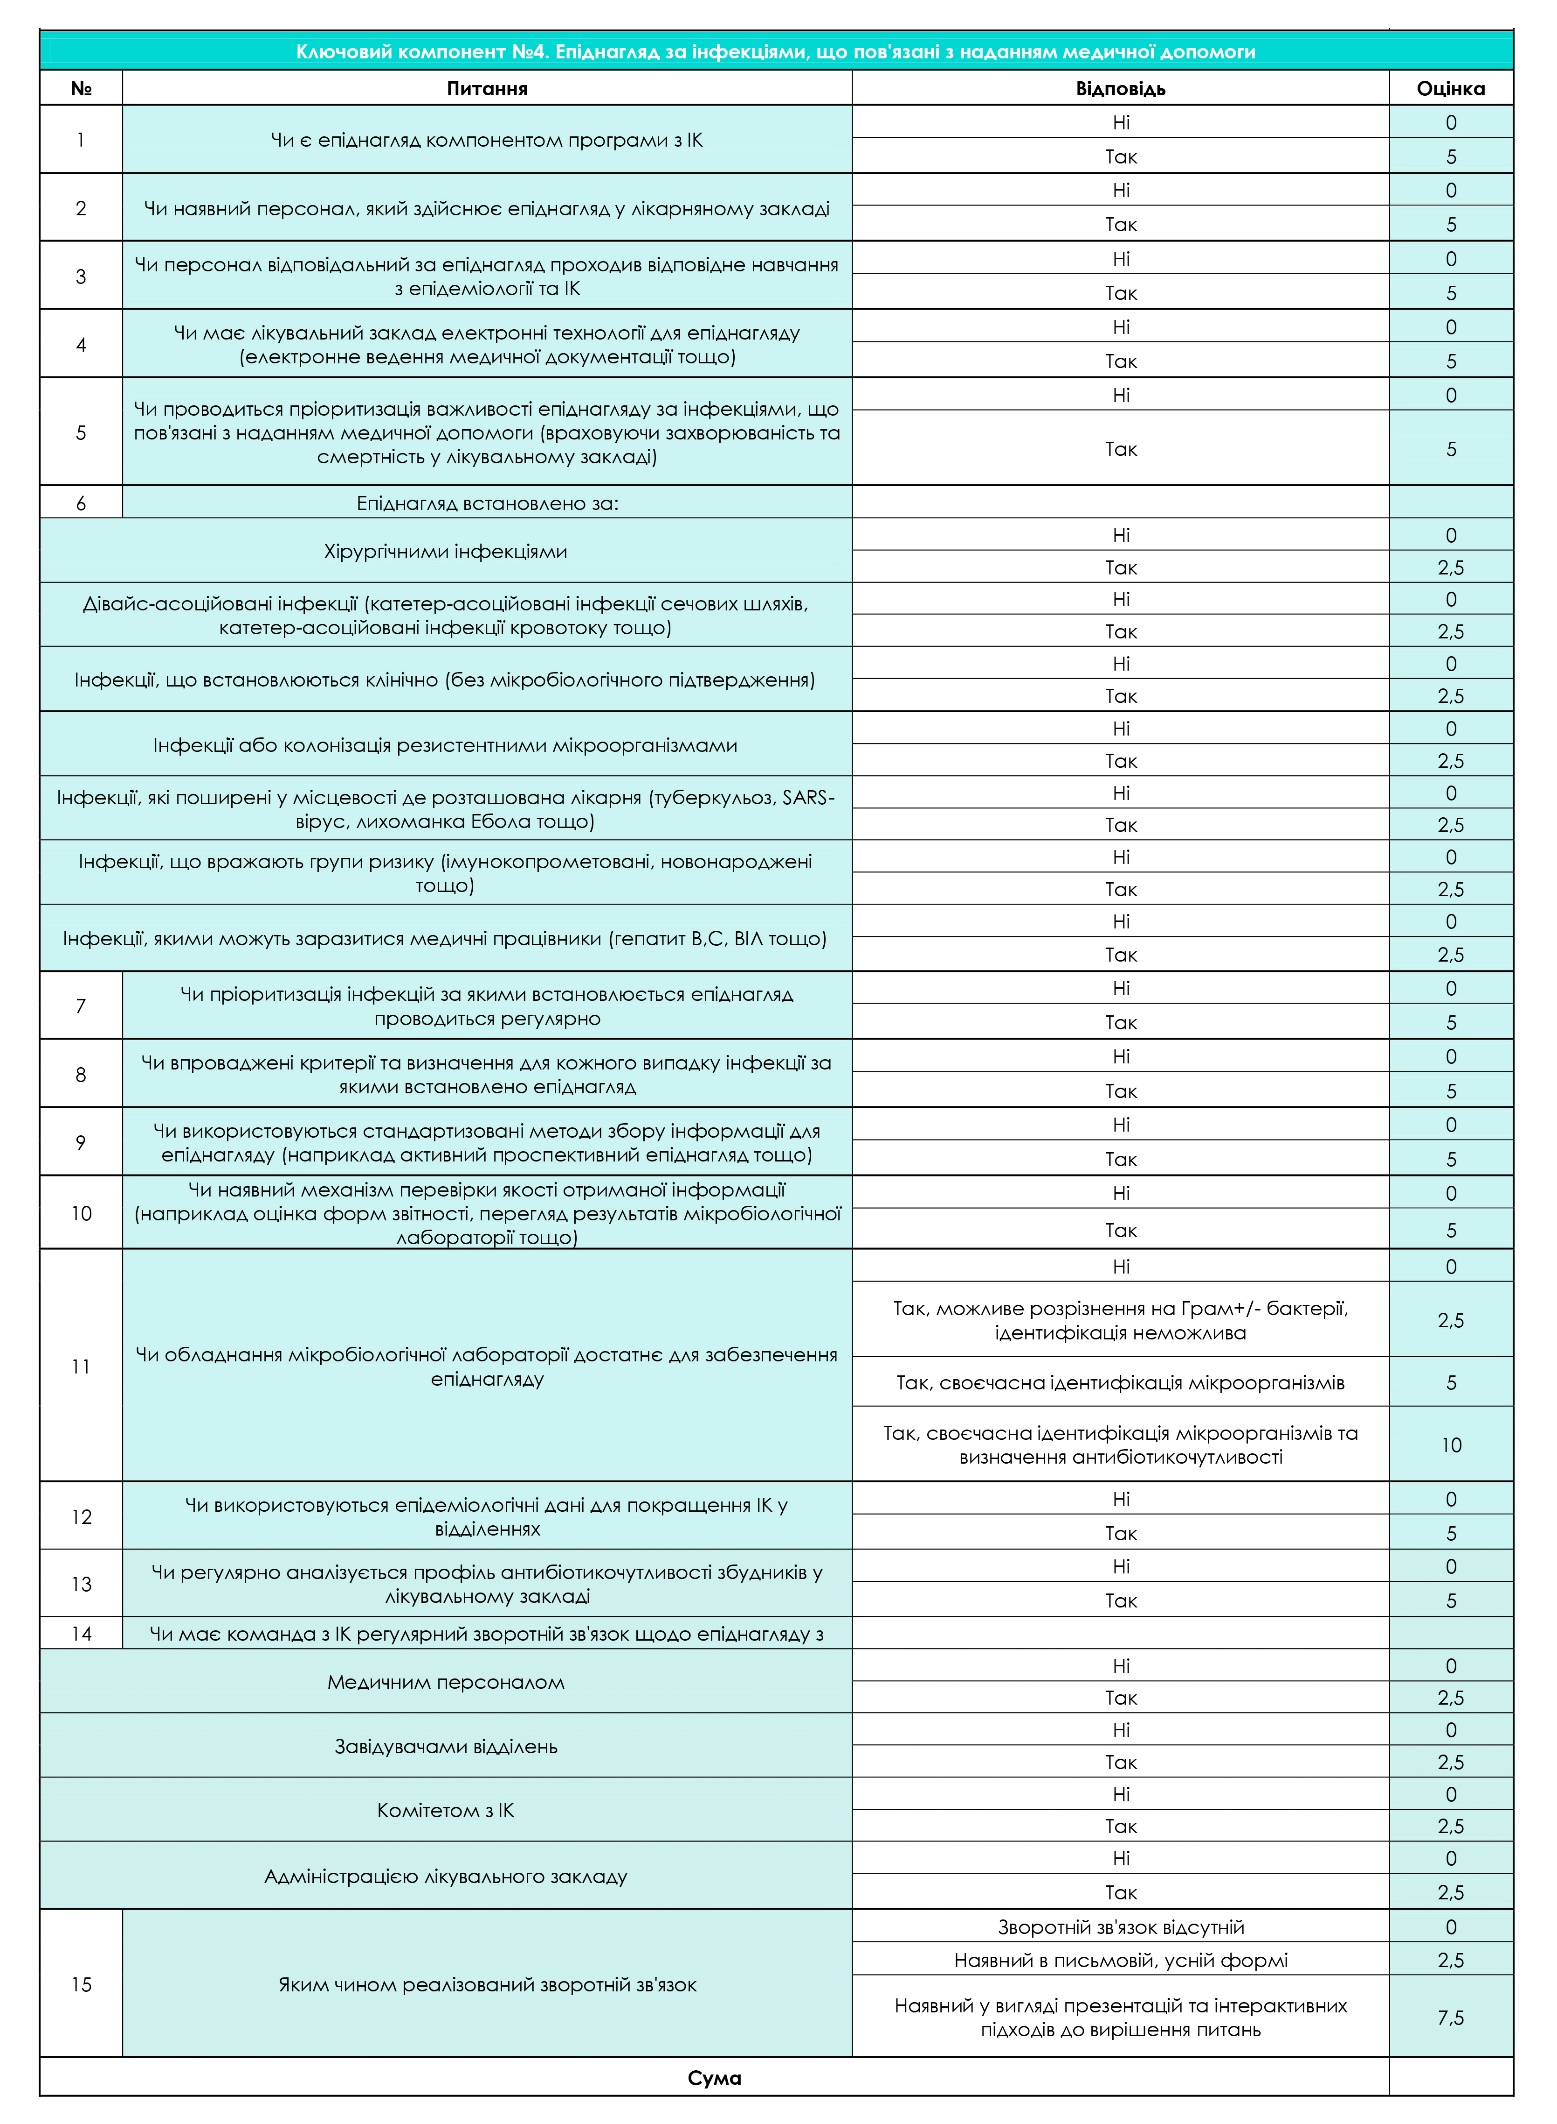 Ключовий компонент №4. Епіднагляд за інфекціями, що пов'язані з наданням медичної допомоги
№ Питання Відповідь Оцінка
1 Чи є епіднагляд компонентом програми з ІК
Ні 0
Так 5
2 Чи наявний персонал, який здійснює епіднагляд у лікарняному закладі
Ні 0
Так 5
3 Чи персонал відповідальний за епіднагляд проходив відповідне навчання
з епідеміології та ІК
Ні 0
Так 5
4 Чи має лікувальний заклад електронні технології для епіднагляду
(електронне ведення медичної документації тощо)
Ні 0
Так 5
5 Чи проводиться пріоритизація важливості епіднагляду за інфекціями, що
пов'язані з наданням медичної допомоги (враховуючи захворюваність та
смертність у лікувальному закладі)
Ні 0
Так 5
6 Епіднагляд встановлено за:
Хірургічними інфекціями
Ні 0
Так 2,5
Дівайс-асоційовані інфекції (катетер-асоційовані інфекції сечових шляхів,
катетер-асоційовані інфекції кровотоку тощо)
Ні 0
Так 2,5
Інфекції, що встановлюються клінічно (без мікробіологічного підтвердження)
Ні 0
Так 2,5
Інфекції або колонізація резистентними мікроорганізмами
Ні 0
Так 2,5
Інфекції, які поширені у місцевості де розташована лікарня (туберкульоз, SARS-
вірус, лихоманка Ебола тощо)
Ні 0
Так 2,5
Інфекції, що вражають групи ризику (імунокопрометовані, новонароджені
тощо)
Ні 0
Так 2,5
Інфекції, якими можуть заразитися медичні працівники (гепатит В,С, ВІЛ тощо)
Ні 0
Так 2,5
7 Чи пріоритизація інфекцій за якими встановлюється епіднагляд
проводиться регулярно
Ні 0
Так 5
8 Чи впроваджені критерії та визначення для кожного випадку інфекції за
якими встановлено епіднагляд
Ні 0
Так 5
9 Чи використовуються стандартизовані методи збору інформації для
епіднагляду (наприклад активний проспективний епіднагляд тощо)
Ні 0
Так 5
10 Чи наявний механізм перевірки якості отриманої інформації
(наприклад оцінка форм звітності, перегляд результатів мікробіологічної
лабораторії тощо)
Ні 0
Так 5
11 Чи обладнання мікробіологічної лабораторії достатнє для забезпечення
епіднагляду
Ні 0
Так, можливе розрізнення на Грам+/- бактерії,
ідентифікація неможлива
2,5
Так, своєчасна ідентифікація мікроорганізмів 5
Так, своєчасна ідентифікація мікроорганізмів та
визначення антибіотикочутливості
10
12 Чи використовуються епідеміологічні дані для покращення ІК у
відділеннях
Ні 0
Так 5
13 Чи регулярно аналізується профіль антибіотикочутливості збудників у
лікувальному закладі
Ні 0
Так 5
14 Чи має команда з ІК регулярний зворотній зв'язок щодо епіднагляду з
Медичним персоналом
Ні 0
Так 2,5
Завідувачами відділень
Ні 0
Так 2,5
Комітетом з ІК
Ні 0
Так 2,5
Адміністрацією лікувального закладу
Ні 0
Так 2,5
15 Яким чином реалізований зворотній зв'язок
Зворотній зв'язок відсутній 0
Наявний в письмовій, усній формі 2,5
Наявний у вигляді презентацій та інтерактивних
підходів до вирішення питань
7,5
Сума